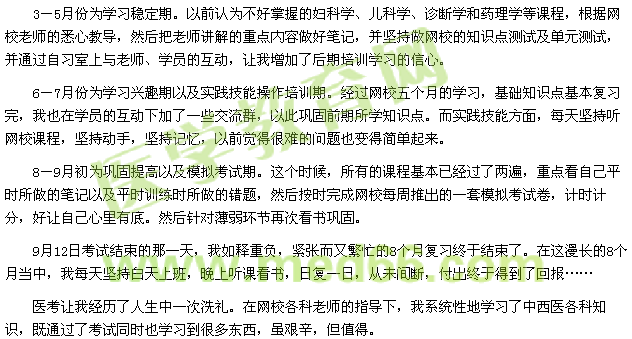 3—5月份为学习稳定期。以前认为不好掌握的妇科学、儿科学、诊断学和药理学等课程，根据网
校老师的悉心教导，然后把老师讲解的重点内容做好笔记，并坚持做网校的知识点测试及单元测试，
并通过自习室上与老师、学员的互动，让我增加了后期培训学习的信心。
6—7月份为学习兴趣期以及实践技能操作培训期。经过网校五个月的学习，基础知识点基本复习
完，我也在学员的互动下加了一些交流群，以此巩固前期所学知识点。而实践技能方面，每天坚持听
网校课程，坚持动手，坚持记忆，以前觉得很难的问题也变得简单起来。
8—9月初为巩固提高以及模拟考试期。这个时候，所有的课程基本已经过了两遍，重点看自己平
时所做的笔记以及平时训练时所做的错题，然后按时完成网校每周推出的一套模拟考试卷，计时计
分，好让自己心里有底。然后针对薄弱环节再次看书巩固。
9月12日考试结束的那一天，我如释重负，紧张而又繁忙的8个月复习终于结束了。在这漫长的8个
月当中，我每天坚持白天上班，晚上听课看书，日复一日，从未间断，付出终于得到了回报……
医考让我经历了人生中一次洗礼。在网校各科老师的指导下，我系统性地学习了中西医各科知
识，既通过了考试同时也学习到很多东西，虽艰辛，但值得。
医学教育网
www.med66.com